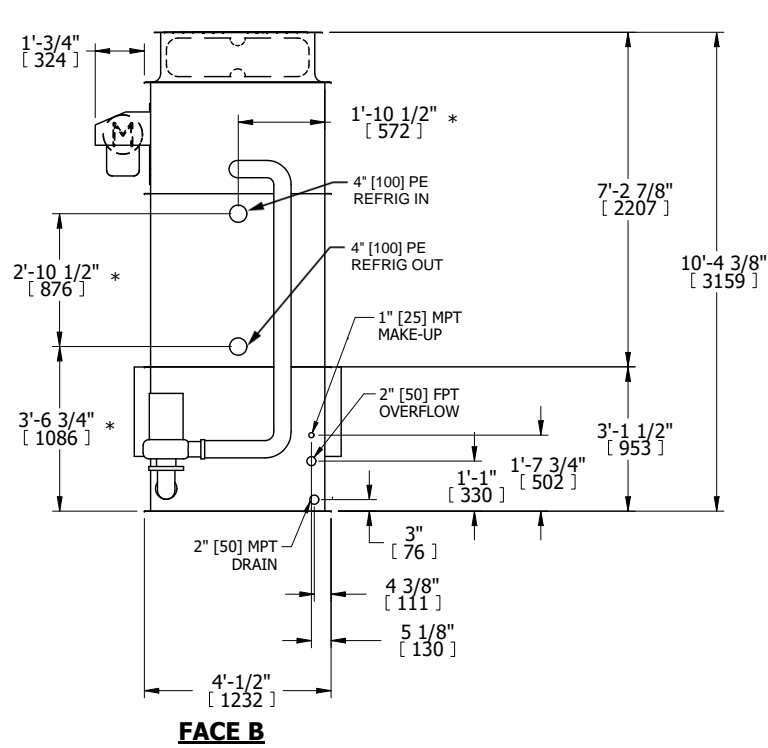 1'-3/4"
[ 324 ]
M
1'-10 1/2" *
[ 572 ]
4" [100] PE
REFRIG IN
7'-2 7/8"
[ 2207 ]
10'-4 3/8"
[ 3159 ]
2'-10 1/2" *
[ 876 ]
4" [100] PE
REFRIG OUT
1" [25] MPT
MAKE-UP
2" [50] FPT
OVERFLOW
3'-6 3/4" *
[ 1086 ]
3'-1 1/2"
[ 953 ]
1'-7 3/4"
[ 502 ]
1'-1"
[ 330 ]
2" [50] MPT
DRAIN
3"
[ 76 ]
4 3/8"
[ 111 ]
5 1/8"
[ 130 ]
4'-1/2"
[ 1232 ]
FACE B